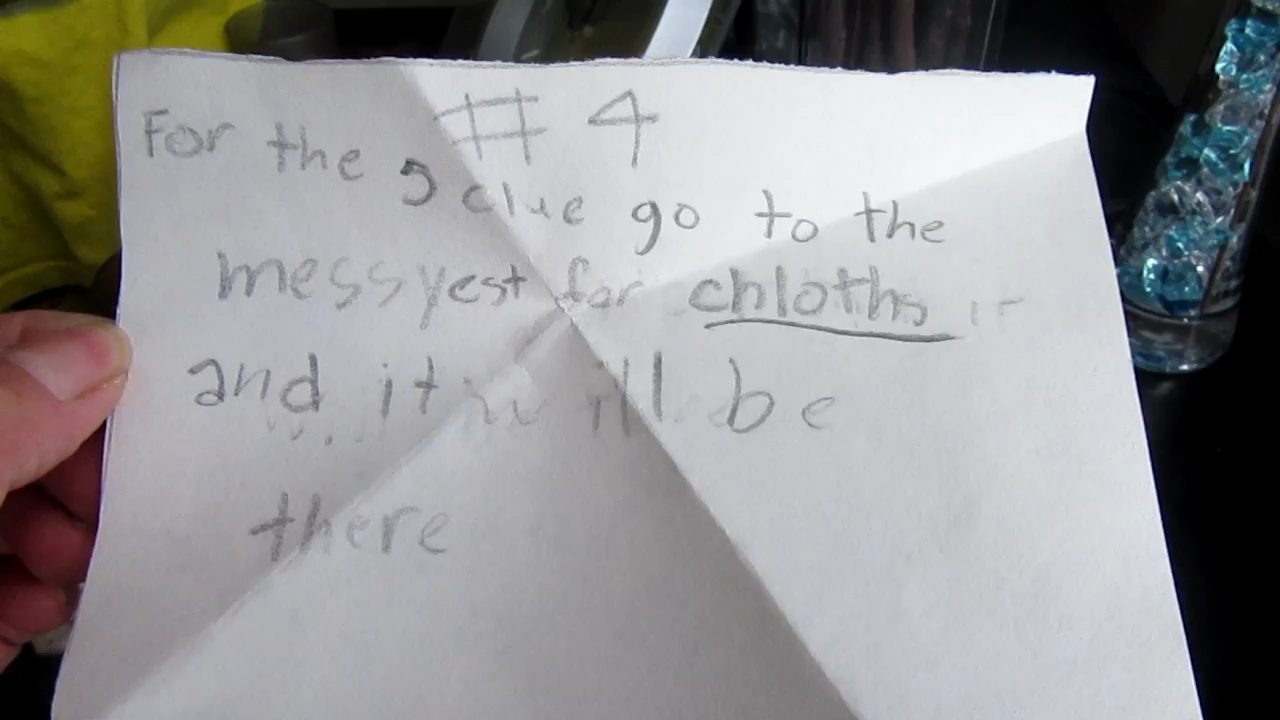 # 4
For the 5 clue go to the
messyest for chloths
and it will be
there